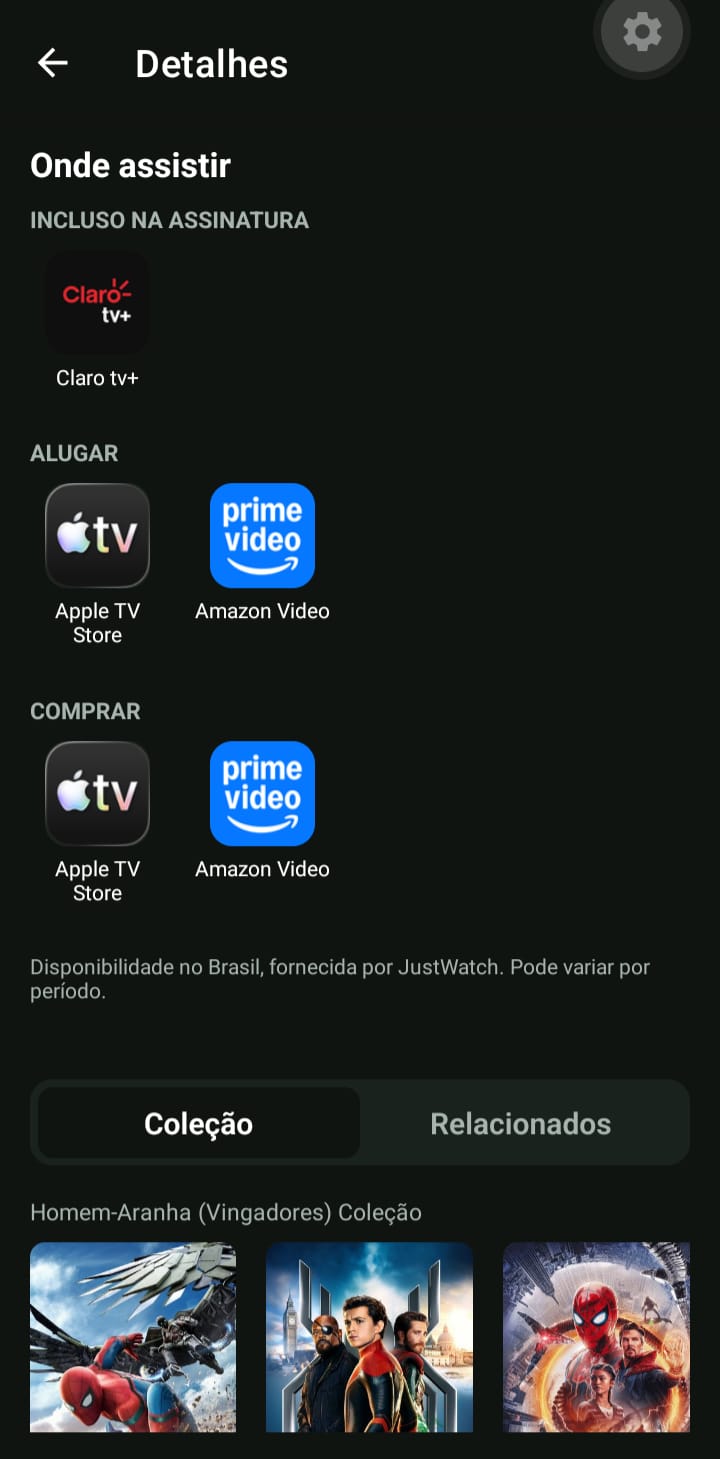 Detalhes
Onde assistir
INCLUSO NA ASSINATURA
Claro
tv+
Claro tv+
ALUGAR
tv
prime
video
Apple TV
Store
Amazon Video
COMPRAR
tv
prime
video
Apple TV
Store
Amazon Video
Disponibilidade no Brasil, fornecida por JustWatch. Pode variar por
período.
Coleção
Relacionados
Homem-Aranha (Vingadores) Coleção